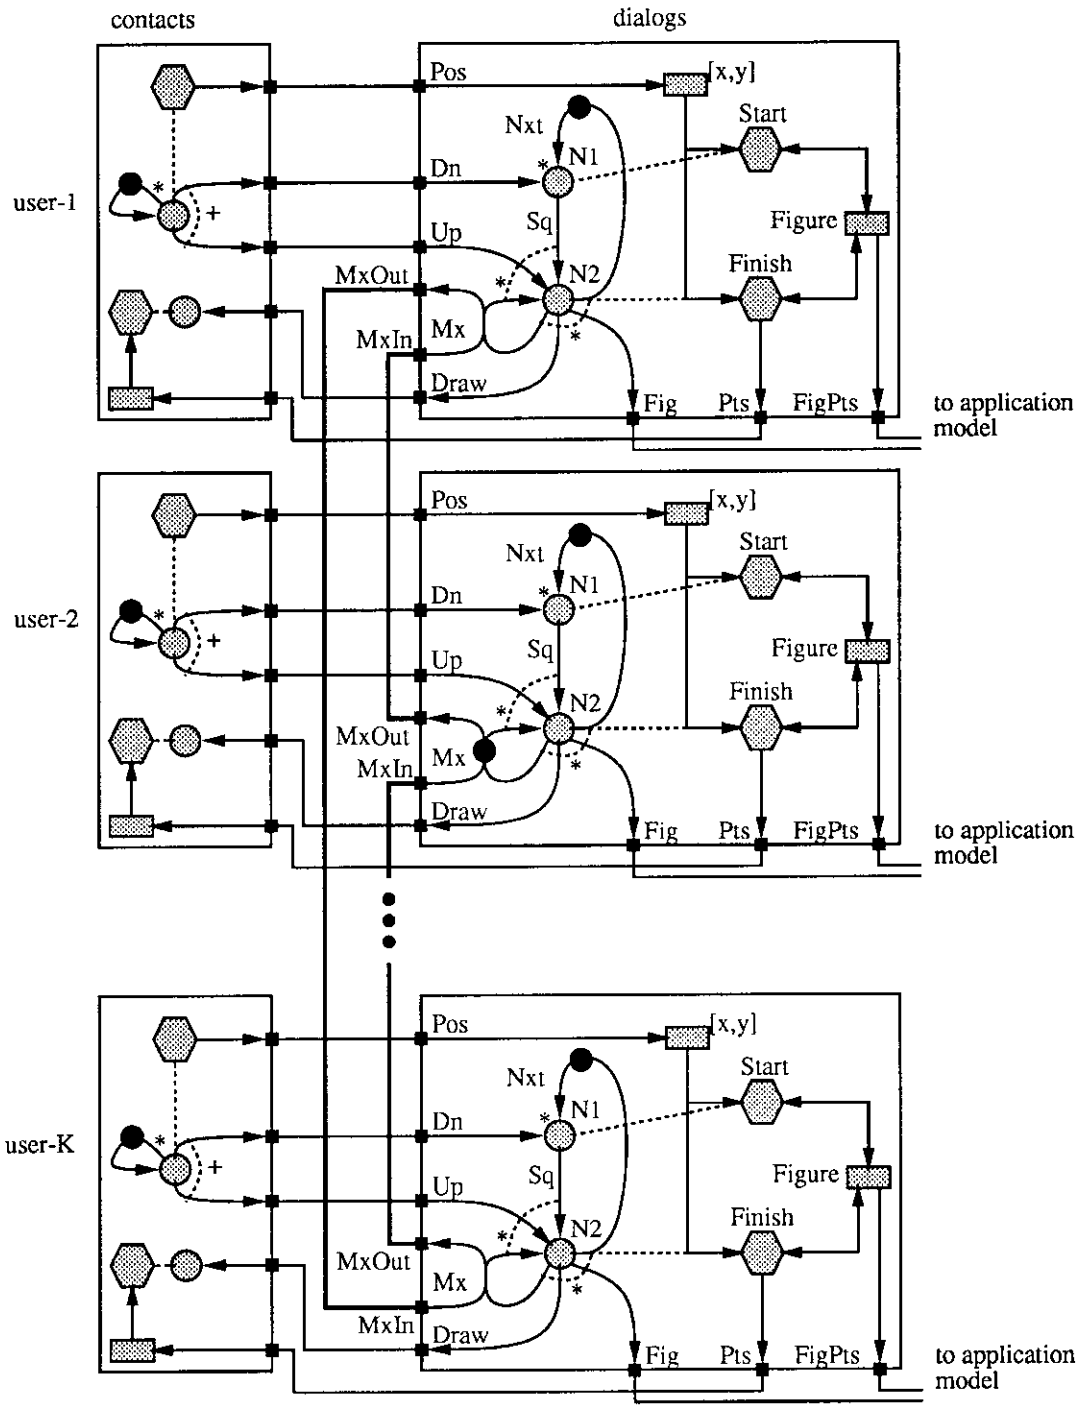 contacts
dialogs
user-1
Pos
[x,y]
Nxt
Start
*
N1
Dn
*
+
Sq
Figure
Up
MxOut
*
N2
Finish
MxIn
Mx
*
Draw
Fig
Pts
FigPts
to application
model
user-2
Pos
[x,y]
Nxt
Start
*
N1
Dn
*
+
Sq
Figure
Up
*
N2
Finish
MxOut
Mx
*
MxIn
Draw
Fig
Pts
FigPts
to application
model
user-K
Pos
[x,y]
Nxt
Start
*
N1
Dn
*
+
Sq
Figure
Up
*
N2
Finish
MxOut
Mx
*
MxIn
Draw
Fig
Pts
FigPts
to application
model